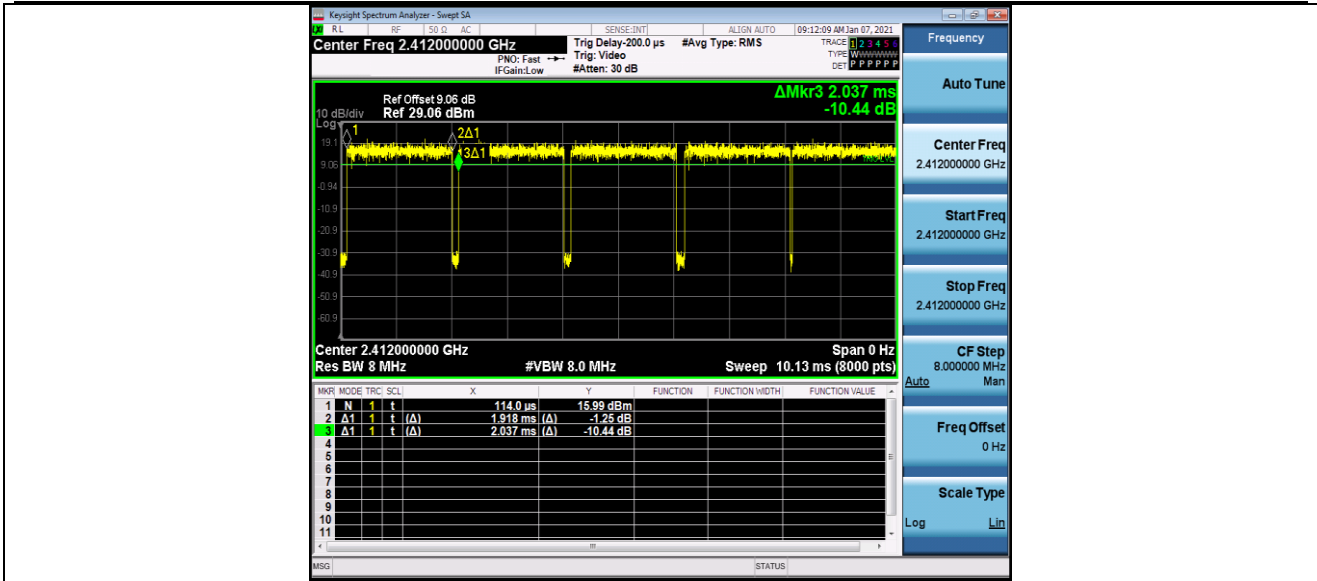 Keysight Spectrum Analyzer - Swept SA
RL RF 50 Ω AC SENSE:INT ALIGN AUTO 09:12:09 AM Jan 07, 2021
Center Freq 2.412000000 GHz
PNO: Fast
IFGain:Low
Trig Delay-200.0 µs
Trig: Video
#Atten: 30 dB
#Avg Type: RMS
TRACE 1 2 3 4 5 6
TYPE WWWWWW
DET P P P P P P
ΔMkr3 2.037 ms
-10.44 dB
Ref Offset 9.06 dB
10 dB/div Ref 29.06 dBm
Log
1
2Δ1
3Δ1
19.1
9.06
-0.94
-10.9
-20.9
-30.9
-40.9
-50.9
-60.9
Center 2.412000000 GHz Span 0 Hz
Res BW 8 MHz #VBW 8.0 MHz Sweep 10.13 ms (8000 pts)
MKR MODE TRC SCL X Y FUNCTION FUNCTION WIDTH FUNCTION VALUE
1 N 1 t 114.0 µs 15.99 dBm
2 Δ1 1 t (Δ) 1.918 ms (Δ) -1.25 dB
3 Δ1 1 t (Δ) 2.037 ms (Δ) -10.44 dB
4
5
6
7
8
9
10
11
MSG STATUS
Frequency
Auto Tune
Center Freq
2.412000000 GHz
Start Freq
2.412000000 GHz
Stop Freq
2.412000000 GHz
CF Step
8.000000 MHz
Auto Man
Freq Offset
0 Hz
Scale Type
Log Lin